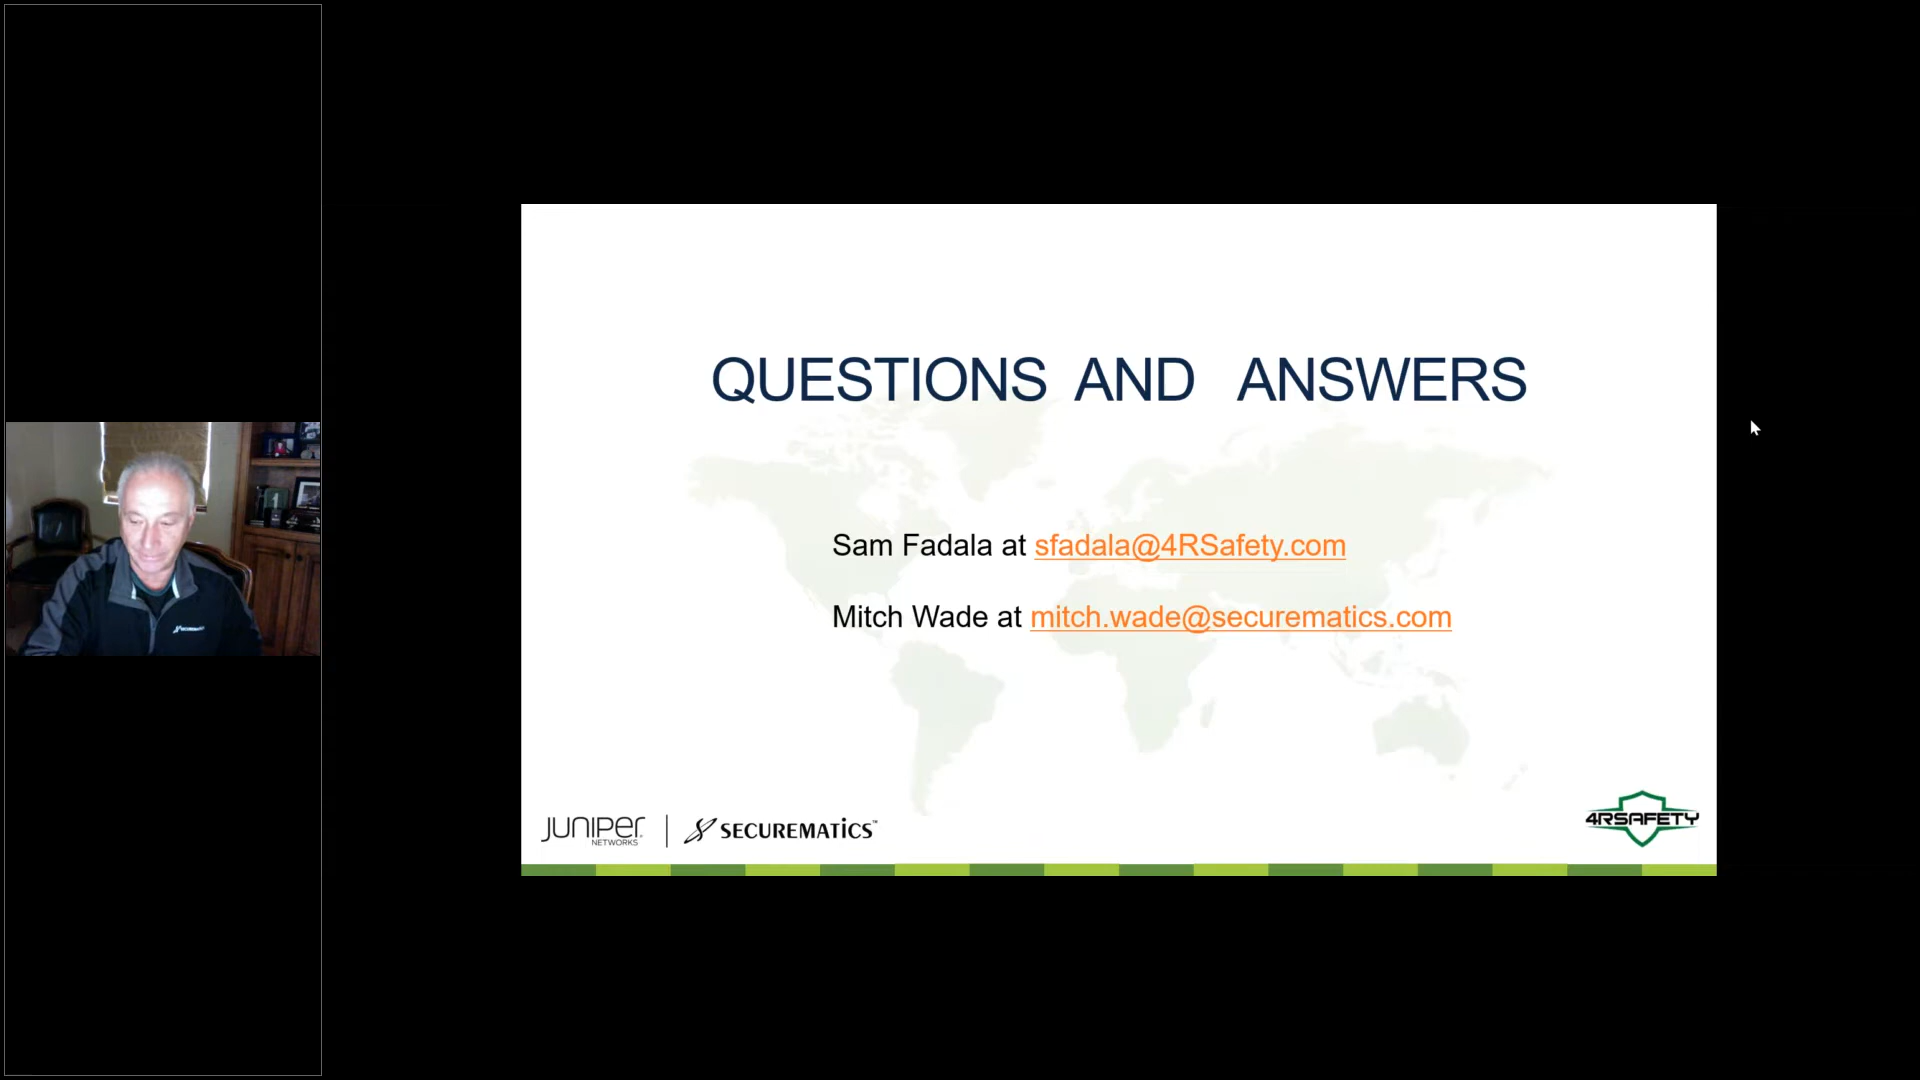 QUESTIONS AND ANSWERS
Sam Fadala at sfadala@4RSafety.com
Mitch Wade at mitch.wade@securematics.com
JUNIPER
NETWORKS
SECUREMATICS™
4RSAFETY